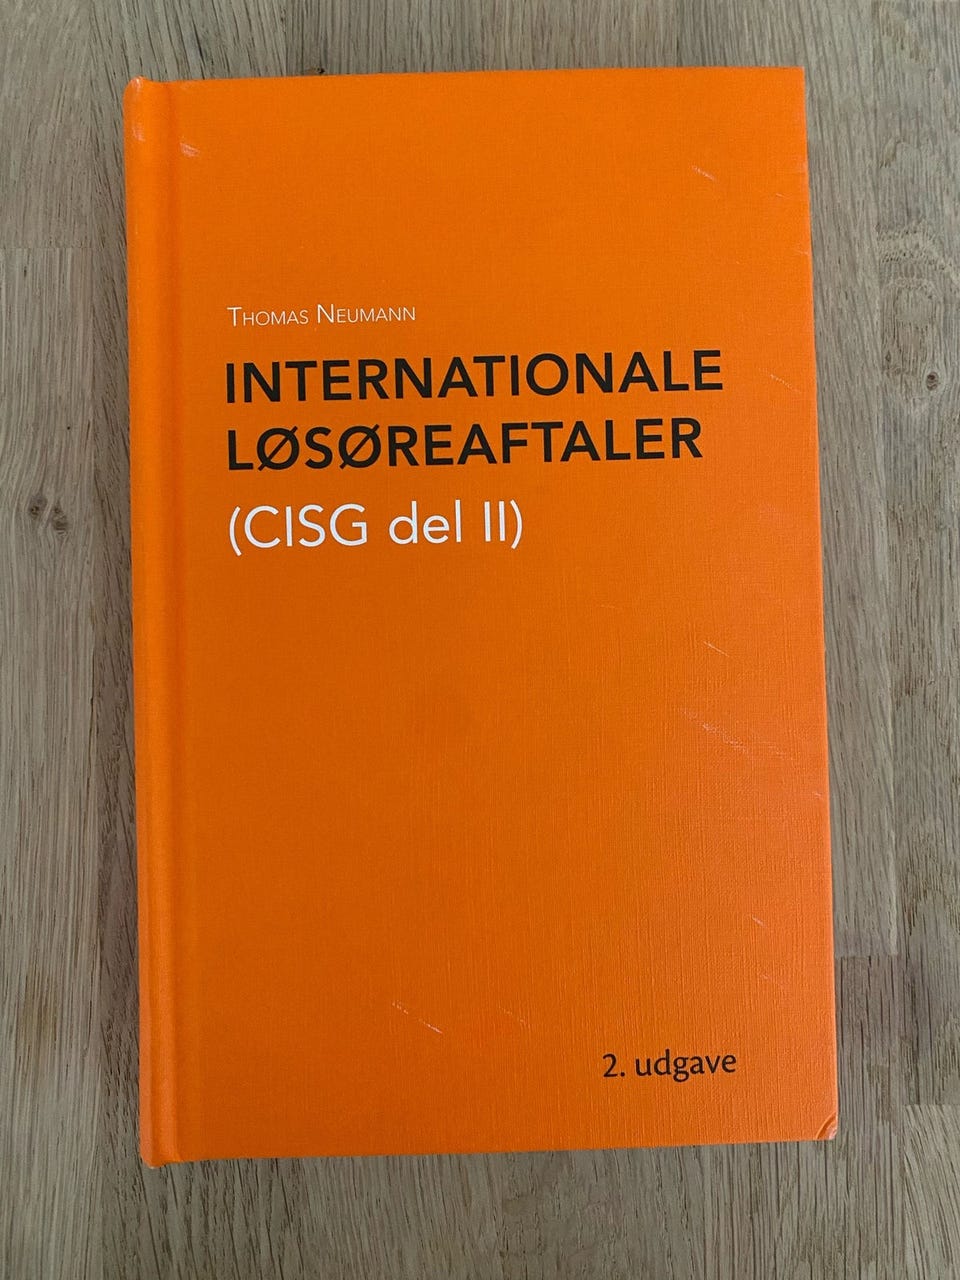 Thomas Neumann
INTERNATIONALE
LØSØREAFTALER
(CISG del II)
2. udgave